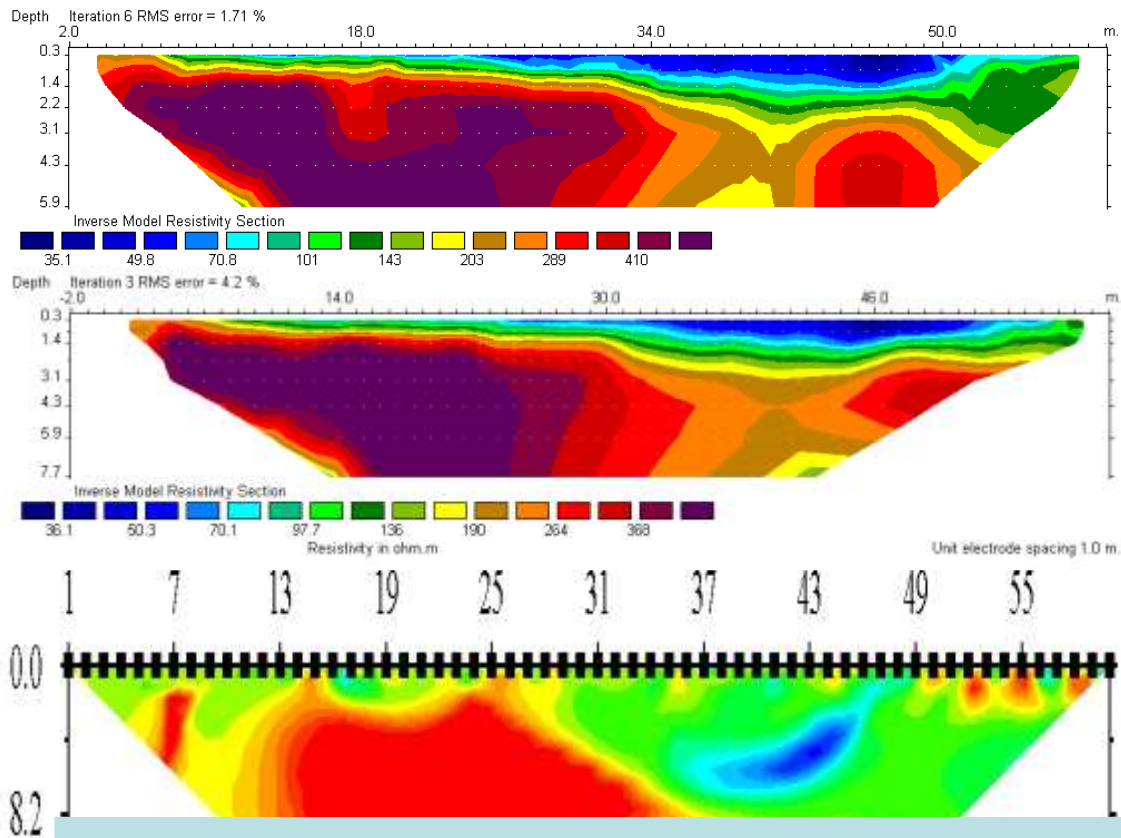 Depth Iteration 6 RMS error = 1.71 %
2.0 18.0 34.0 50.0 m.
0.3
1.4
2.2
3.1
4.3
5.9
Inverse Model Resistivity Section
35.1 49.8 70.8 101 143 203 289 410
Depth Iteration 3 RMS error = 4.2 %
-2.0 14.0 30.0 46.0 m.
0.3
1.4
3.1
4.3
5.9
7.7
Inverse Model Resistivity Section
36.1 50.3 70.1 97.7 136 190 264 368
Resistivity in ohm.m Unit electrode spacing 1.0 m.
1 7 13 19 25 31 37 43 49 55
0.0
8.2